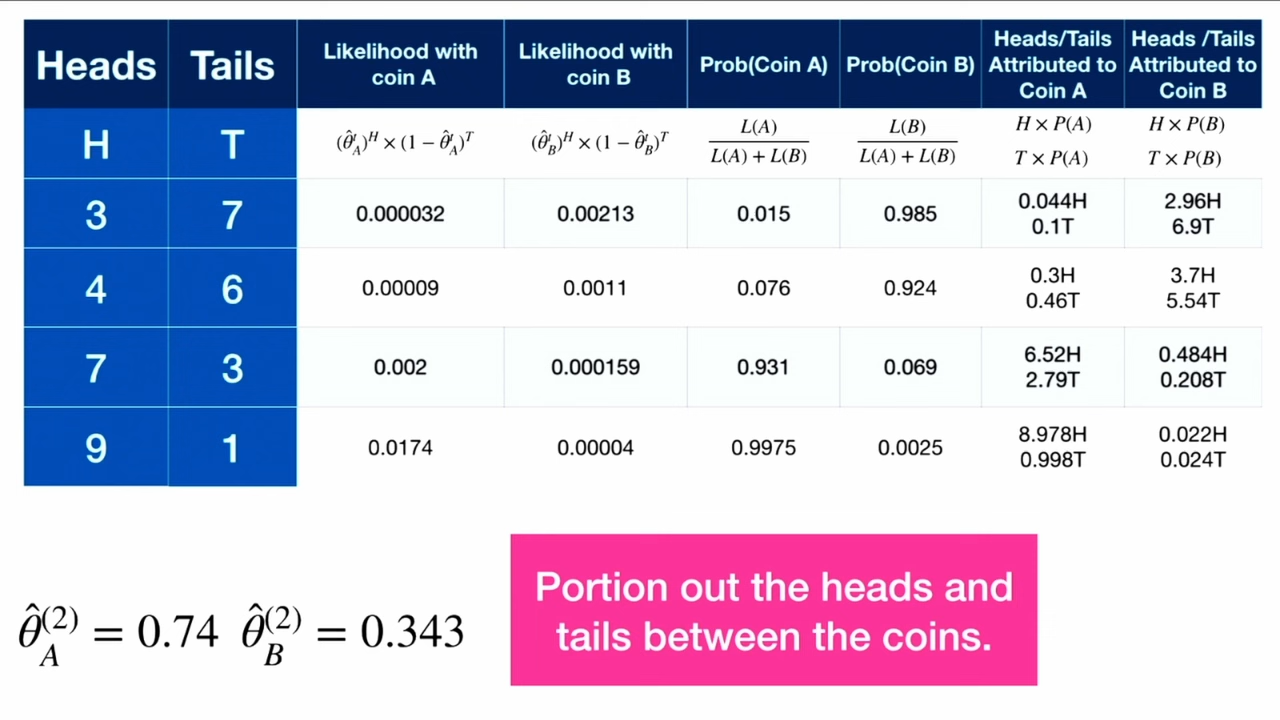 Heads Tails Likelihood with coin A Likelihood with coin B Prob(Coin A) Prob(Coin B) Heads/Tails Attributed to Coin A Heads /Tails Attributed to Coin B
H T (θ̂ᵗ_A)^H × (1 − θ̂ᵗ_A)^T (θ̂ᵗ_B)^H × (1 − θ̂ᵗ_B)^T L(A) / L(A) + L(B) L(B) / L(A) + L(B) H × P(A) T × P(A) H × P(B) T × P(B)
3 7 0.000032 0.00213 0.015 0.985 0.044H 0.1T 2.96H 6.9T
4 6 0.00009 0.0011 0.076 0.924 0.3H 0.46T 3.7H 5.54T
7 3 0.002 0.000159 0.931 0.069 6.52H 2.79T 0.484H 0.208T
9 1 0.0174 0.00004 0.9975 0.0025 8.978H 0.998T 0.022H 0.024T
θ̂_A^(2) = 0.74 θ̂_B^(2) = 0.343
Portion out the heads and
tails between the coins.